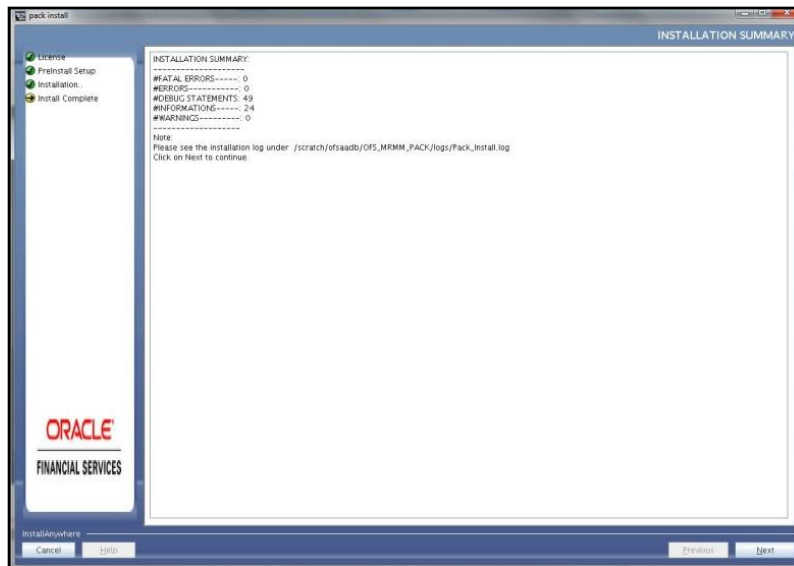 pack install
INSTALLATION SUMMARY
License
PreInstall Setup
Installation..
Install Complete
INSTALLATION SUMMARY:
--------------------
#FATAL ERRORS-----: 0
#ERRORS-----------: 0
#DEBUG STATEMENTS: 49
#INFORMATIONS-----: 24
#WARNINGS---------: 0
-------------------
Note:
Please see the installation log under /scratch/ofsaadb/OFS_MRMM_PACK/logs/Pack_Install.log
Click on Next to continue.
ORACLE
FINANCIAL SERVICES
InstallAnywhere
Cancel Help Previous Next